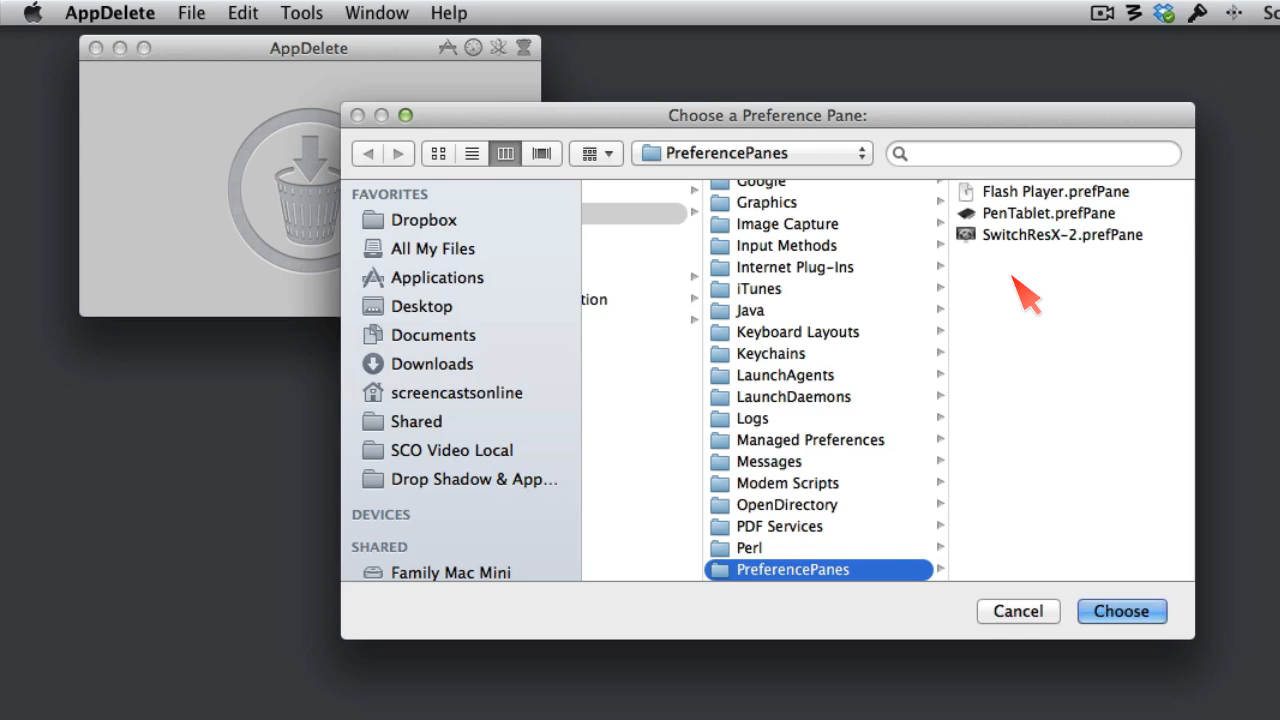 AppDelete File Edit Tools Window Help
AppDelete
Choose a Preference Pane:
PreferencePanes
FAVORITES
Dropbox
All My Files
Applications
Desktop
Documents
Downloads
screencastsonline
Shared
SCO Video Local
Drop Shadow & App...
DEVICES
SHARED
Family Mac Mini
tion
Google
Graphics
Image Capture
Input Methods
Internet Plug-Ins
iTunes
Java
Keyboard Layouts
Keychains
LaunchAgents
LaunchDaemons
Logs
Managed Preferences
Messages
Modem Scripts
OpenDirectory
PDF Services
Perl
PreferencePanes
Flash Player.prefPane
PenTablet.prefPane
SwitchResX-2.prefPane
Cancel Choose